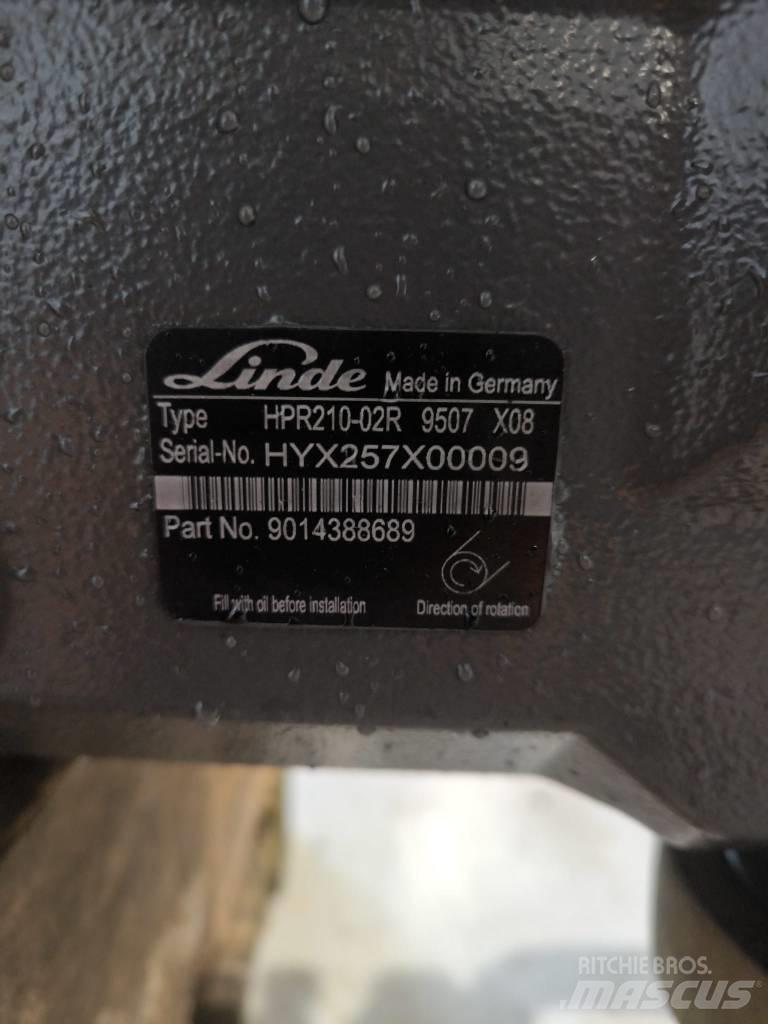 Linde Made in Germany
Type HPR210-02R 9507 X08
Serial-No. HYX257X00009
Part No. 9014388689
Fill with oil before installation Direction of rotation
RITCHIE BROS.
MASCUS